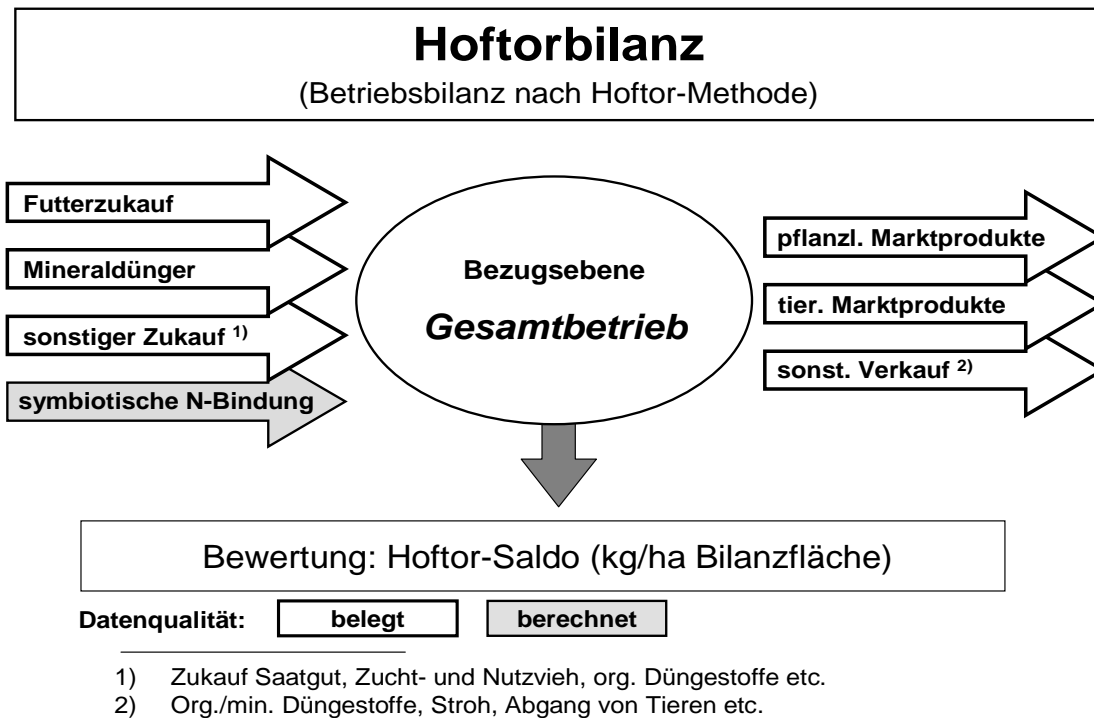 Hoftorbilanz
(Betriebsbilanz nach Hoftor-Methode)
Futterzukauf
Mineraldünger
sonstiger Zukauf 1)
symbiotische N-Bindung
Bezugsebene
Gesamtbetrieb
pflanzl. Marktprodukte
tier. Marktprodukte
sonst. Verkauf 2)
Bewertung: Hoftor-Saldo (kg/ha Bilanzfläche)
Datenqualität: belegt berechnet
1) Zukauf Saatgut, Zucht- und Nutzvieh, org. Düngestoffe etc.
2) Org./min. Düngestoffe, Stroh, Abgang von Tieren etc.